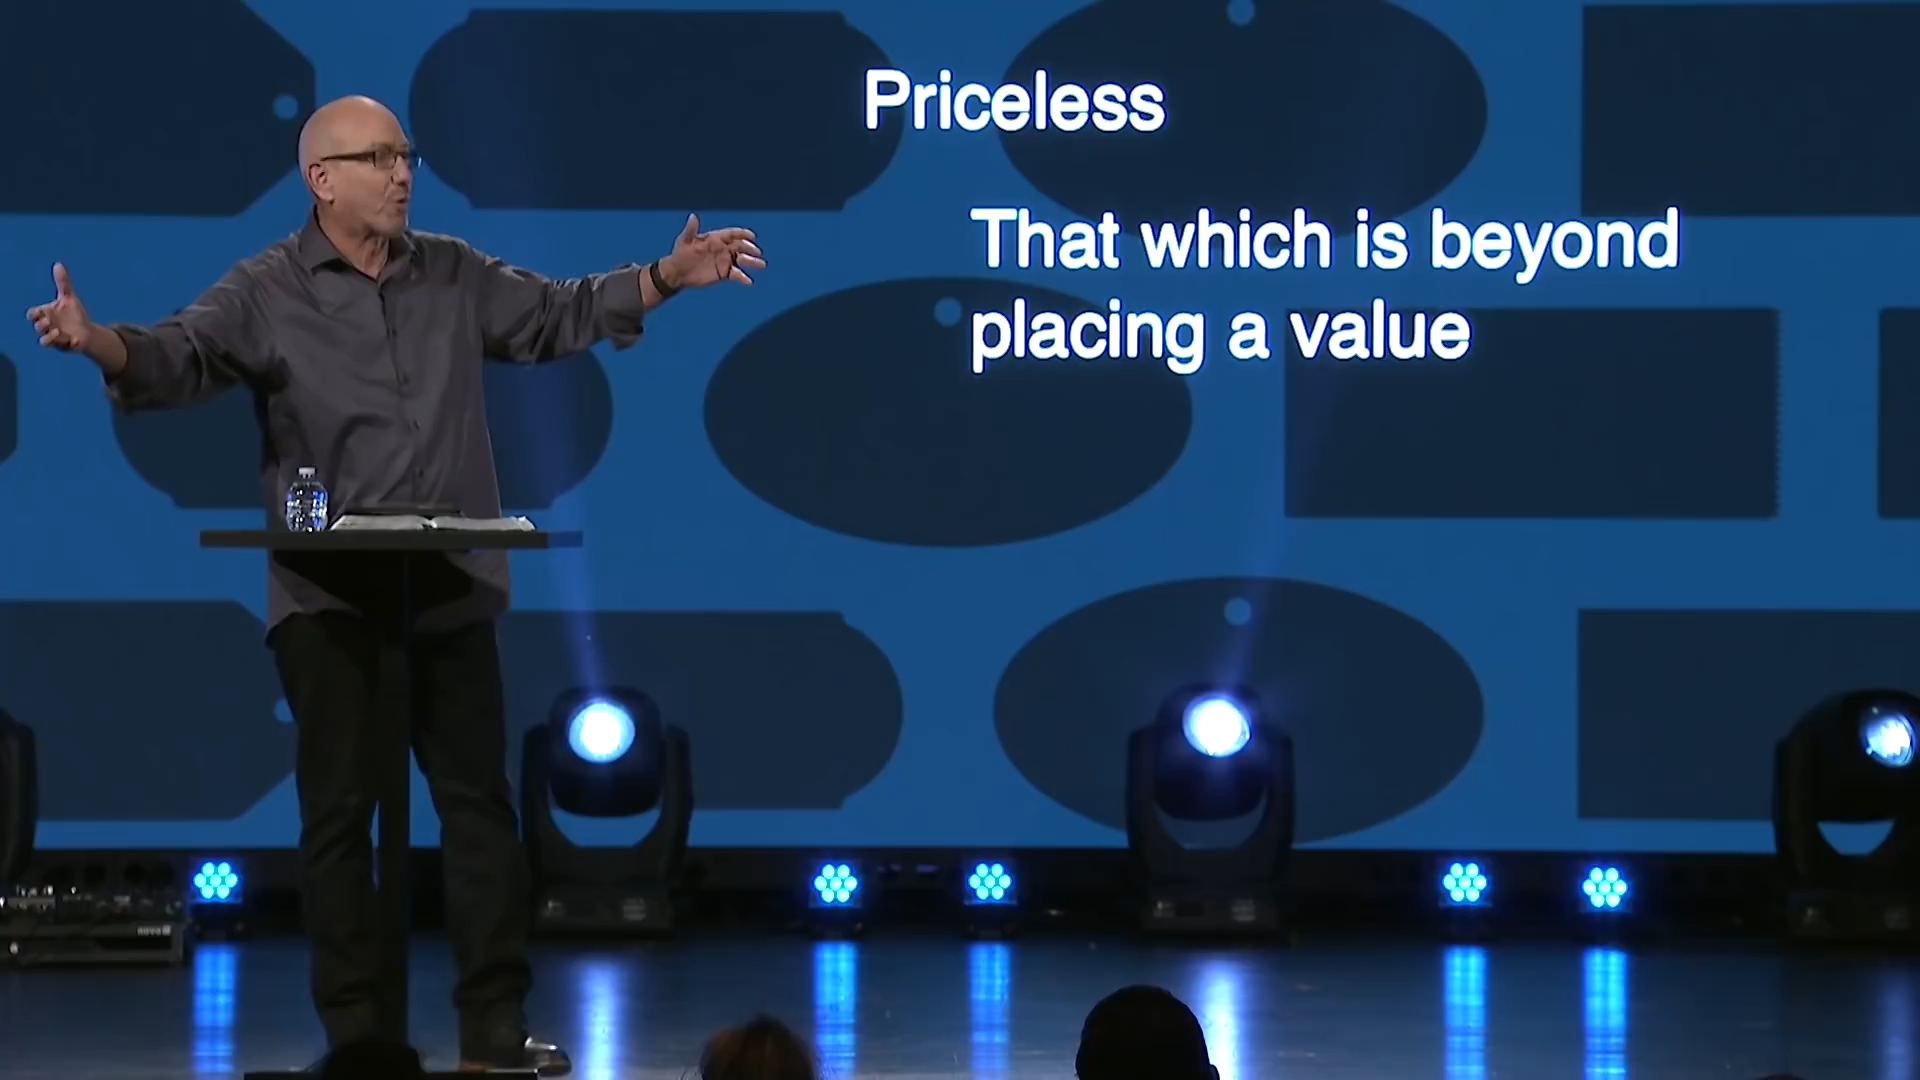 Priceless
That which is beyond
placing a value